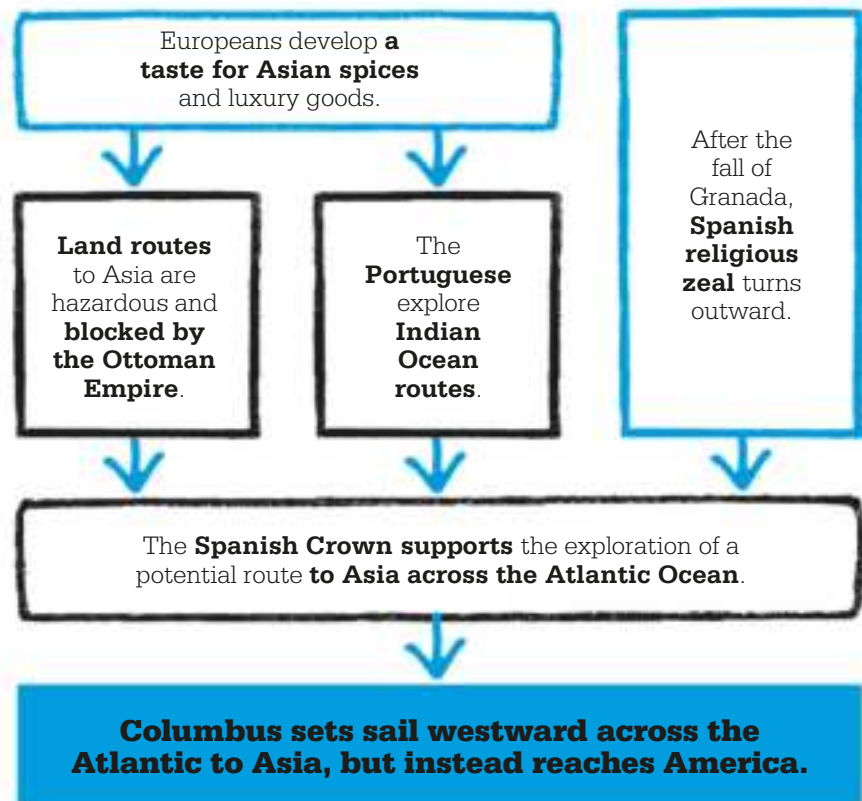 Europeans develop a
taste for Asian spices
and luxury goods.
Land routes
to Asia are
hazardous and
blocked by
the Ottoman
Empire.
The
Portuguese
explore
Indian
Ocean
routes.
After the
fall of
Granada,
Spanish
religious
zeal turns
outward.
The Spanish Crown supports the exploration of a
potential route to Asia across the Atlantic Ocean.
Columbus sets sail westward across the
Atlantic to Asia, but instead reaches America.